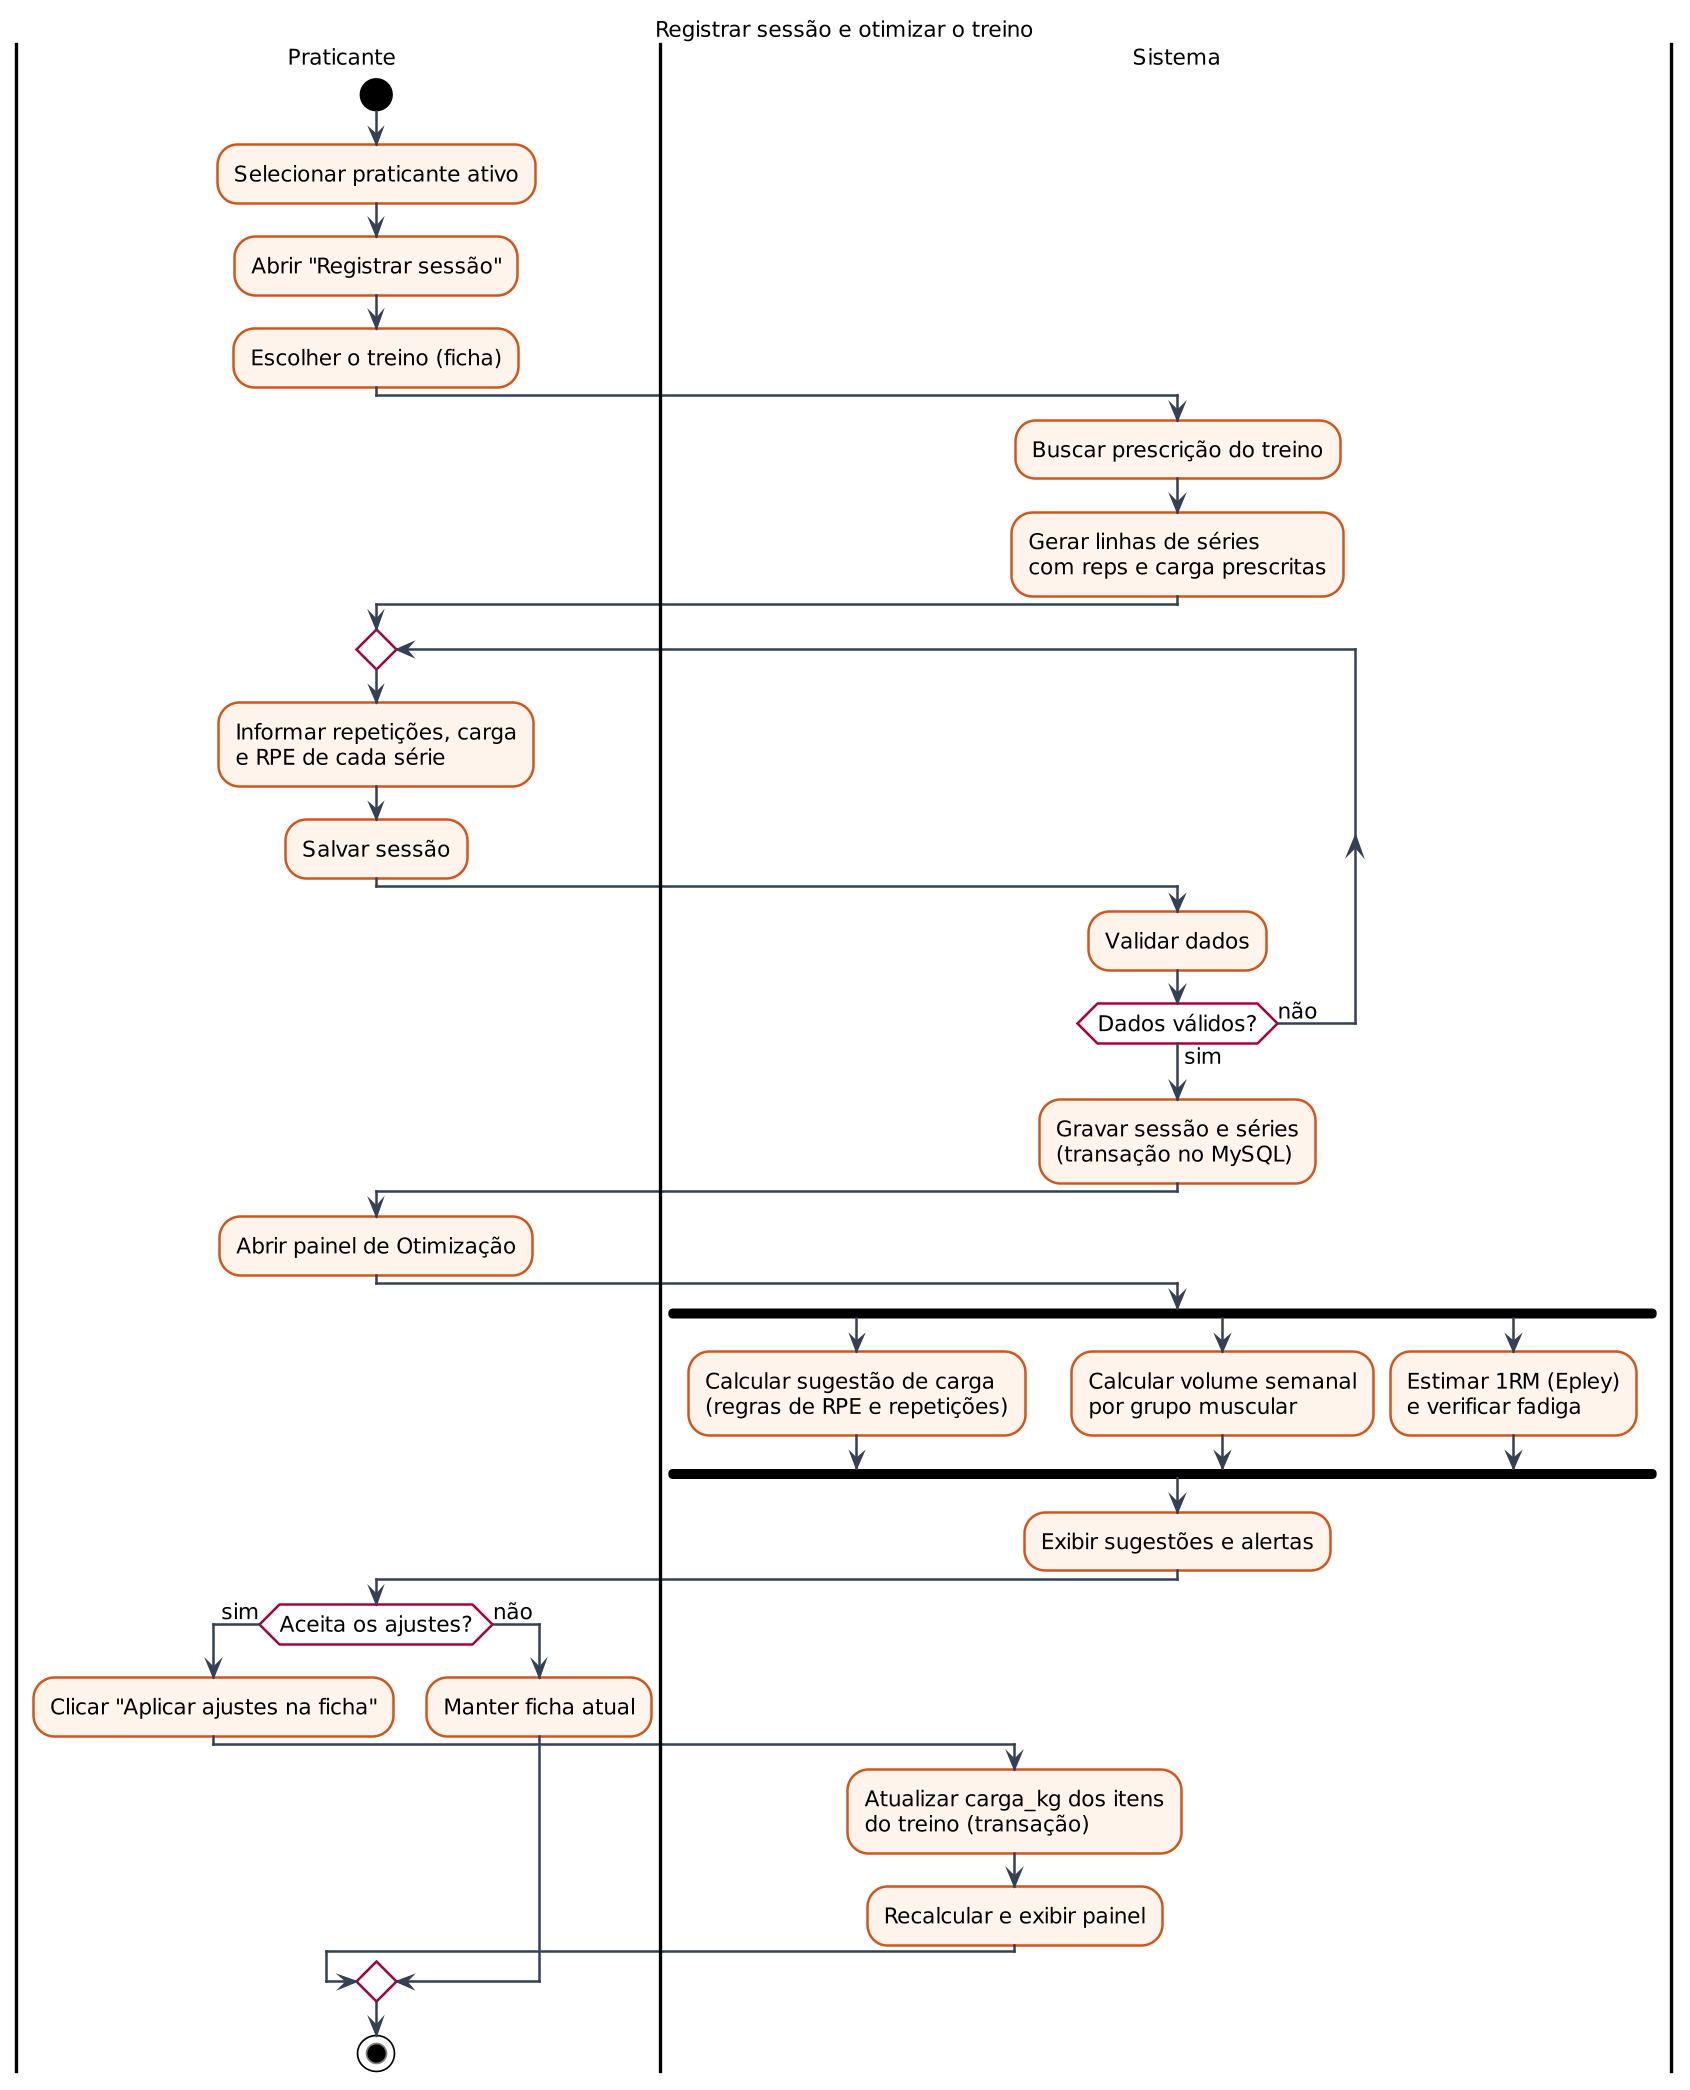 Registrar sessão e otimizar o treino
Praticante
Sistema
Selecionar praticante ativo
Abrir "Registrar sessão"
Escolher o treino (ficha)
Buscar prescrição do treino
Gerar linhas de séries
com reps e carga prescritas
Informar repetições, carga
e RPE de cada série
Salvar sessão
Validar dados
Dados válidos?
não
sim
Gravar sessão e séries
(transação no MySQL)
Abrir painel de Otimização
Calcular sugestão de carga
(regras de RPE e repetições)
Calcular volume semanal
por grupo muscular
Estimar 1RM (Epley)
e verificar fadiga
Exibir sugestões e alertas
sim
Aceita os ajustes?
não
Clicar "Aplicar ajustes na ficha"
Manter ficha atual
Atualizar carga_kg dos itens
do treino (transação)
Recalcular e exibir painel